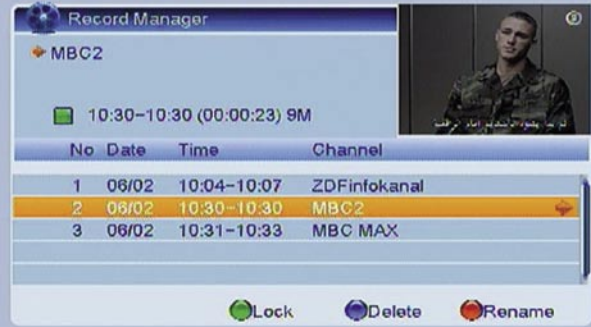 Record Manager
MBC2
10:30-10:30 (00:00:23) 9M
No Date Time Channel
1 06/02 10:04-10:07 ZDFinfokanal
2 06/02 10:30-10:30 MBC2
3 06/02 10:31-10:33 MBC MAX
Lock Delete Rename